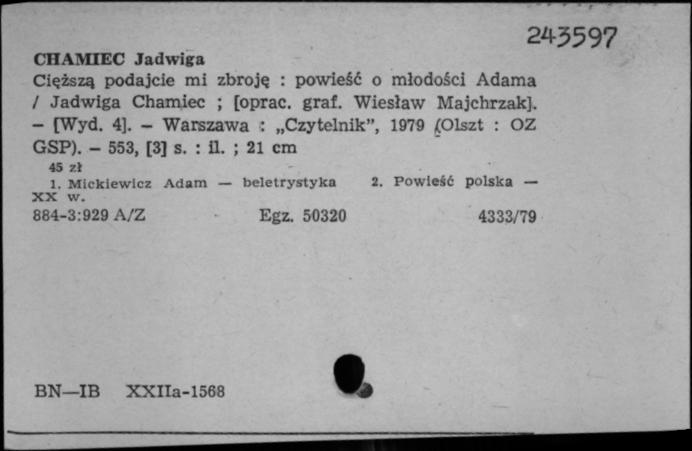 243597
CHAMIEC Jadwiga
Cięższą podajcie mi zbroję : powieść o młodości Adama
/ Jadwiga Chamiec ; [oprac. graf. Wiesław Majchrzak].
— [Wyd. 4]. — Warszawa : „Czytelnik”, 1979 (Olszt : OZ
GSP). — 553, [3] s. : il. ; 21 cm
45 zł
1. Mickiewicz Adam — beletrystyka 2. Powieść polska —
XX w.
884-3:929 A/Z Egz. 50320 4333/79
BN—IB XXIIa-1568